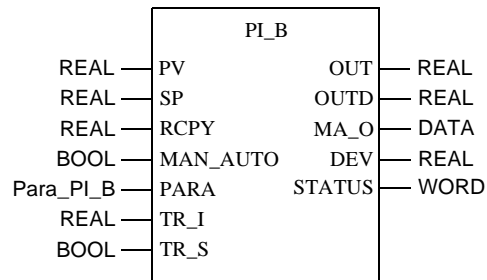 PI_B
REAL PV OUT REAL
REAL SP OUTD REAL
REAL RCPY MA_O DATA
BOOL MAN_AUTO DEV REAL
Para_PI_B PARA STATUS WORD
REAL TR_I
BOOL TR_S